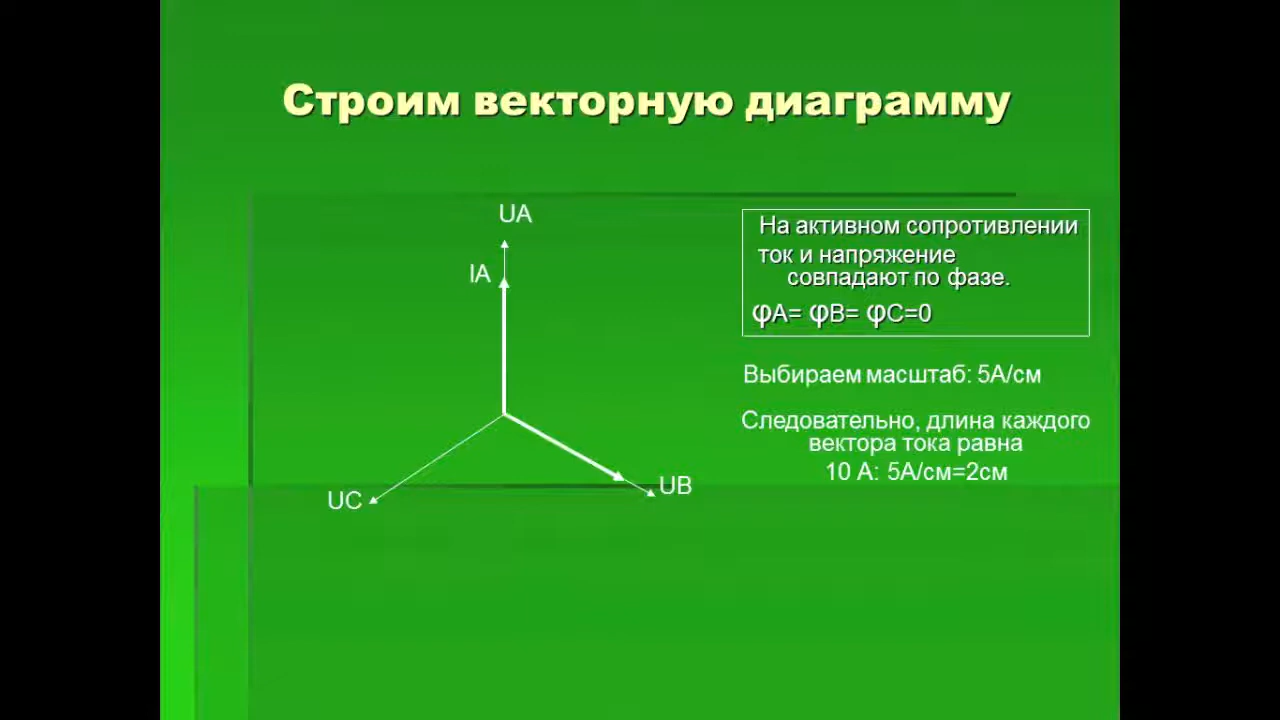 Строим векторную диаграмму
UA
IA
UC
UB
На активном сопротивлении
ток и напряжение
совпадают по фазе.
φA= φB= φC=0
Выбираем масштаб: 5А/см
Следовательно, длина каждого
вектора тока равна
10 А: 5А/см=2см